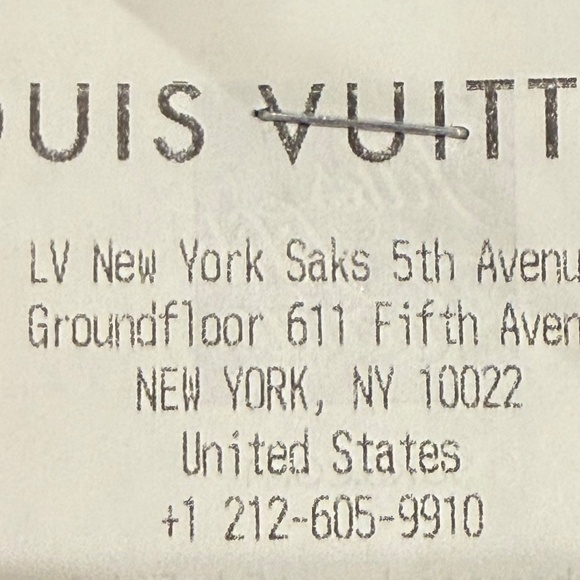 OUIS VUITT
LV New York Saks 5th Avenu
Groundfloor 611 Fifth Aven
NEW YORK, NY 10022
United States
+1 212-605-9910